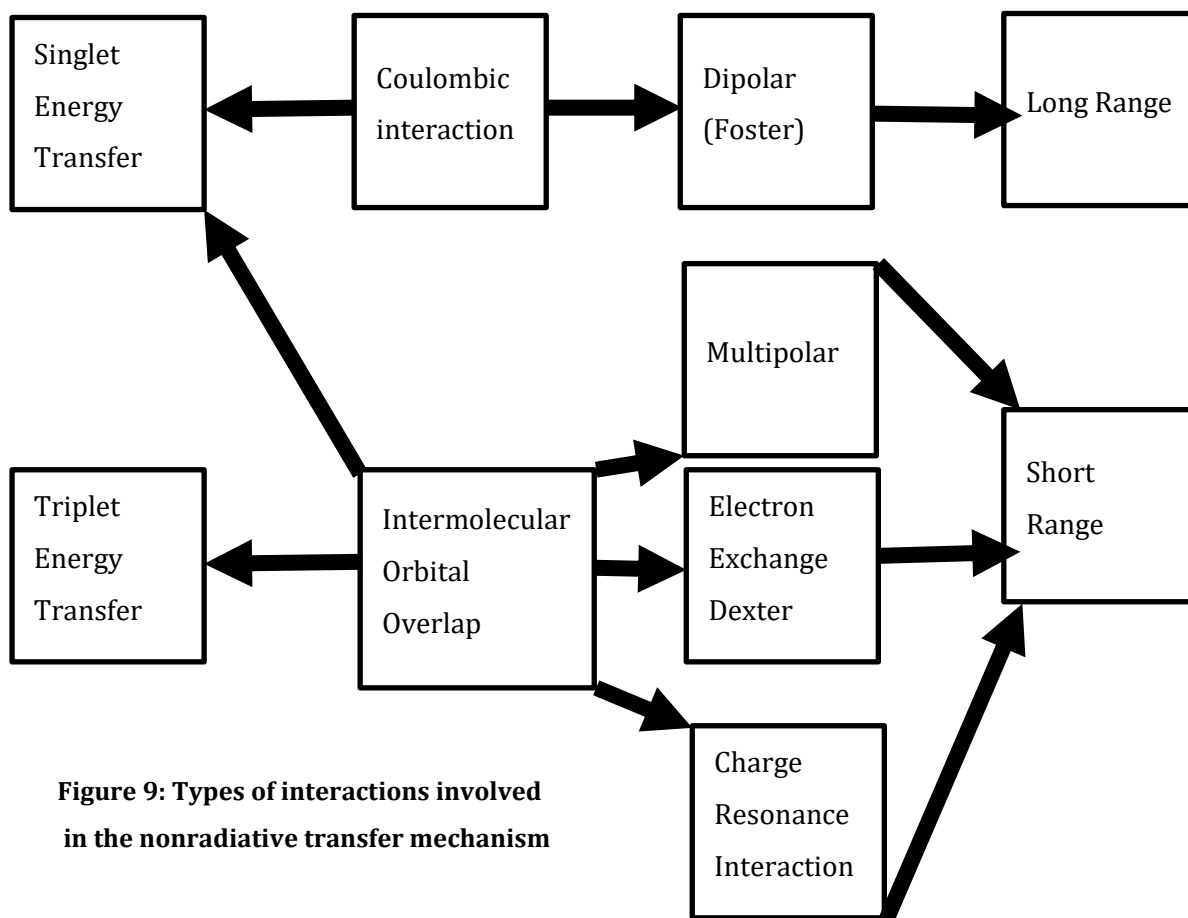 Singlet
Energy
Transfer
Coulombic
interaction
Dipolar
(Foster)
Long Range
Multipolar
Triplet
Energy
Transfer
Intermolecular
Orbital
Overlap
Electron
Exchange
Dexter
Short
Range
Charge
Resonance
Interaction
Figure 9: Types of interactions involved
in the nonradiative transfer mechanism